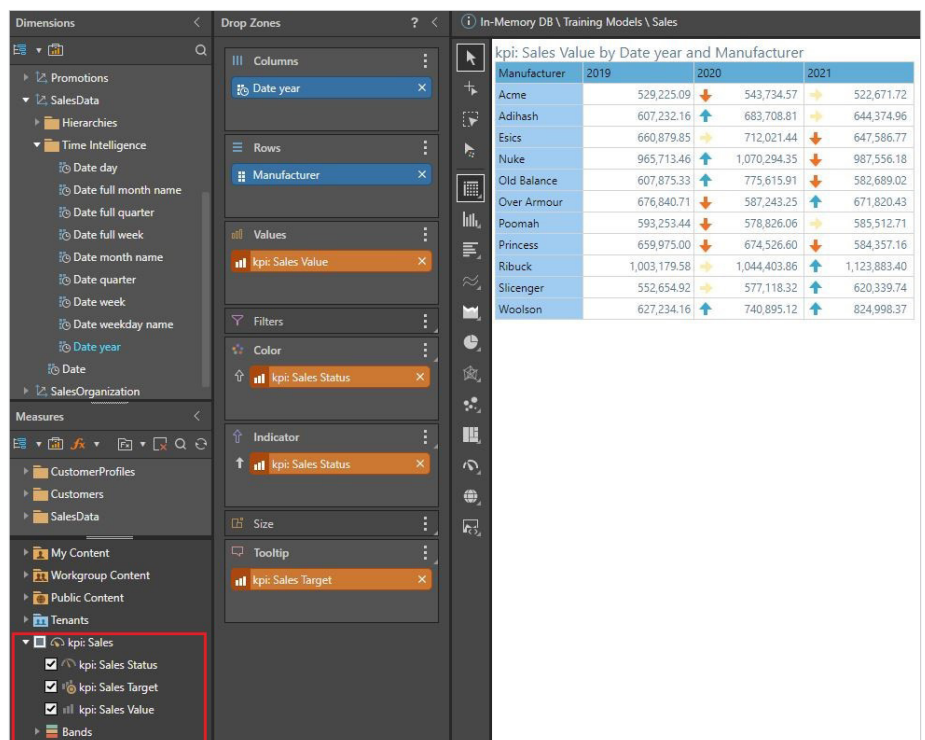 Dimensions
Promotions
SalesData
Hierarchies
Time Intelligence
Date day
Date full month name
Date full quarter
Date full week
Date month name
Date quarter
Date week
Date weekday name
Date year
Date
SalesOrganization
Measures
fx
Fx
CustomerProfiles
Customers
SalesData
My Content
Workgroup Content
Public Content
Tenants
kpi: Sales
kpi: Sales Status
kpi: Sales Target
kpi: Sales Value
Bands
Drop Zones ?
Columns
Date year
Rows
Manufacturer
Values
kpi: Sales Value
Filters
Color
kpi: Sales Status
Indicator
kpi: Sales Status
Size
Tooltip
kpi: Sales Target
In-Memory DB \ Training Models \ Sales
kpi: Sales Value by Date year and Manufacturer
Manufacturer 2019 2020 2021
Acme 529,225.09 543,734.57 522,671.72
Adihash 607,232.16 683,708.81 644,374.96
Esics 660,879.85 712,021.44 647,586.77
Nuke 965,713.46 1,070,294.35 987,556.18
Old Balance 607,875.33 775,615.91 582,689.02
Over Armour 676,840.71 587,243.25 671,820.43
Poomah 593,253.44 578,826.06 585,512.71
Princess 659,975.00 674,526.60 584,357.16
Ribuck 1,003,179.58 1,044,403.86 1,123,883.40
Slicenger 552,654.92 577,118.32 620,339.74
Woolson 627,234.16 740,895.12 824,998.37